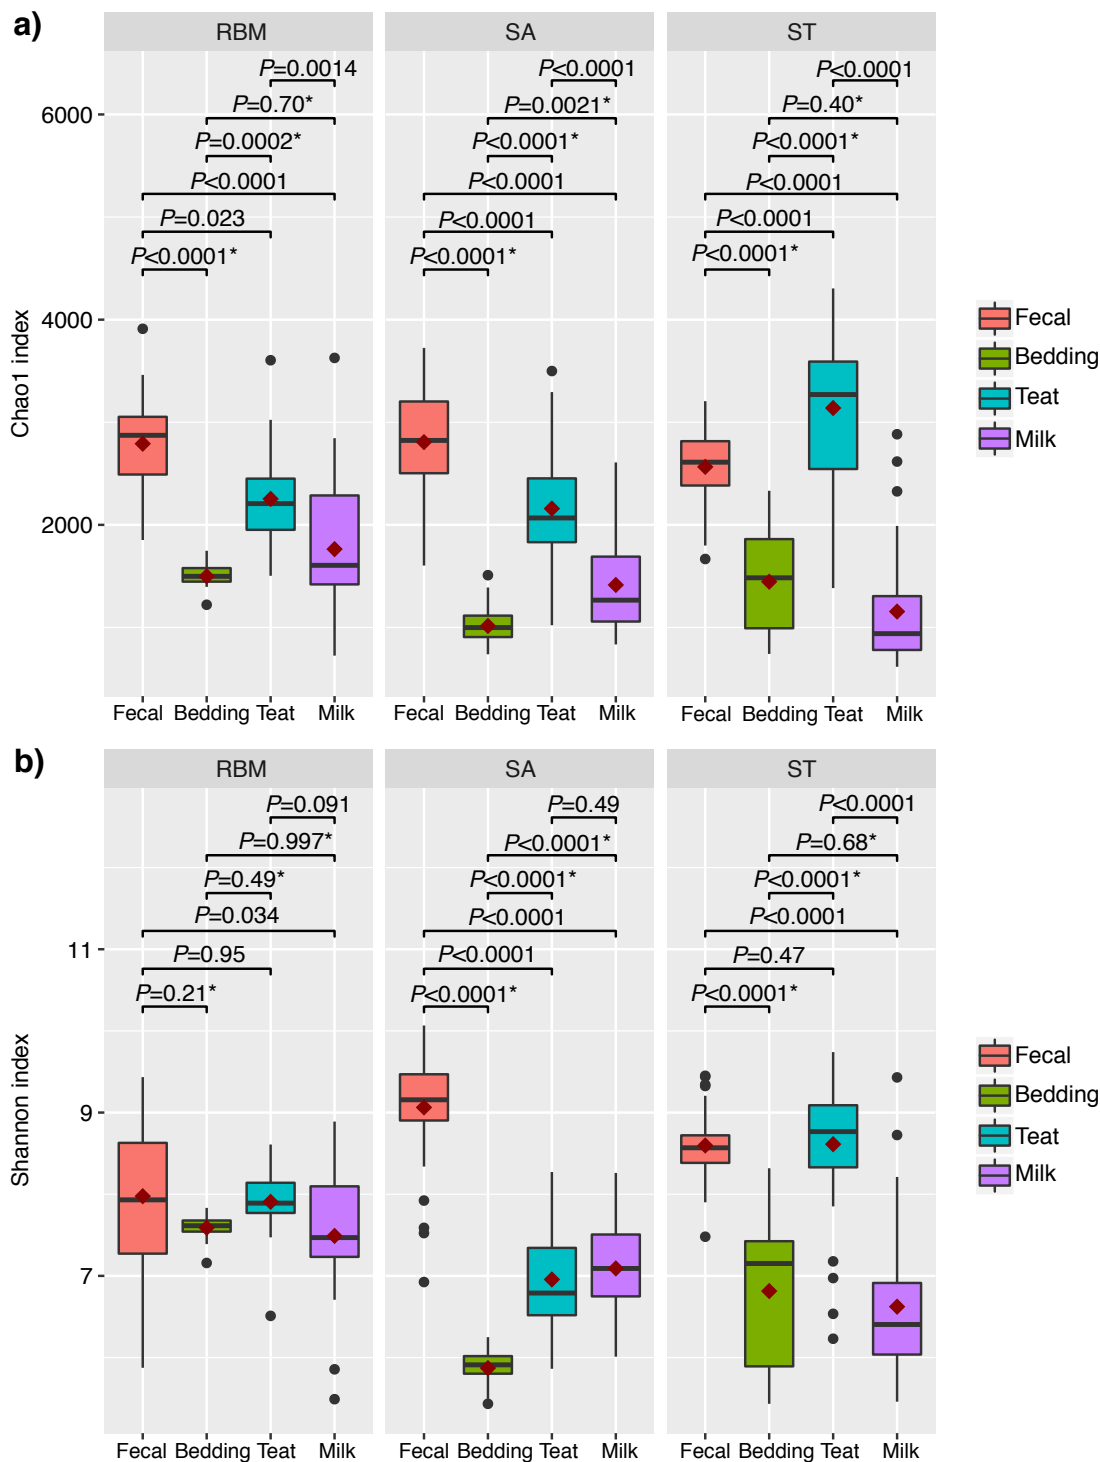 a)
RBM
SA
ST
P=0.0014
P<0.0001
P<0.0001
P=0.70*
P=0.0021*
P=0.40*
P=0.0002*
P<0.0001*
P<0.0001*
P<0.0001
P<0.0001
P<0.0001
P=0.023
P<0.0001
P<0.0001
P<0.0001*
P<0.0001*
P<0.0001*
6000
4000
2000
Chao1 index
Fecal
Bedding
Teat
Milk
Fecal Bedding Teat Milk
Fecal Bedding Teat Milk
Fecal Bedding Teat Milk
b)
RBM
SA
ST
P=0.091
P=0.49
P<0.0001
P=0.997*
P<0.0001*
P=0.68*
P=0.49*
P<0.0001*
P<0.0001*
P=0.034
P<0.0001
P<0.0001
P=0.95
P<0.0001
P=0.47
P=0.21*
P<0.0001*
P<0.0001*
11
9
7
Shannon index
Fecal
Bedding
Teat
Milk
Fecal Bedding Teat Milk
Fecal Bedding Teat Milk
Fecal Bedding Teat Milk